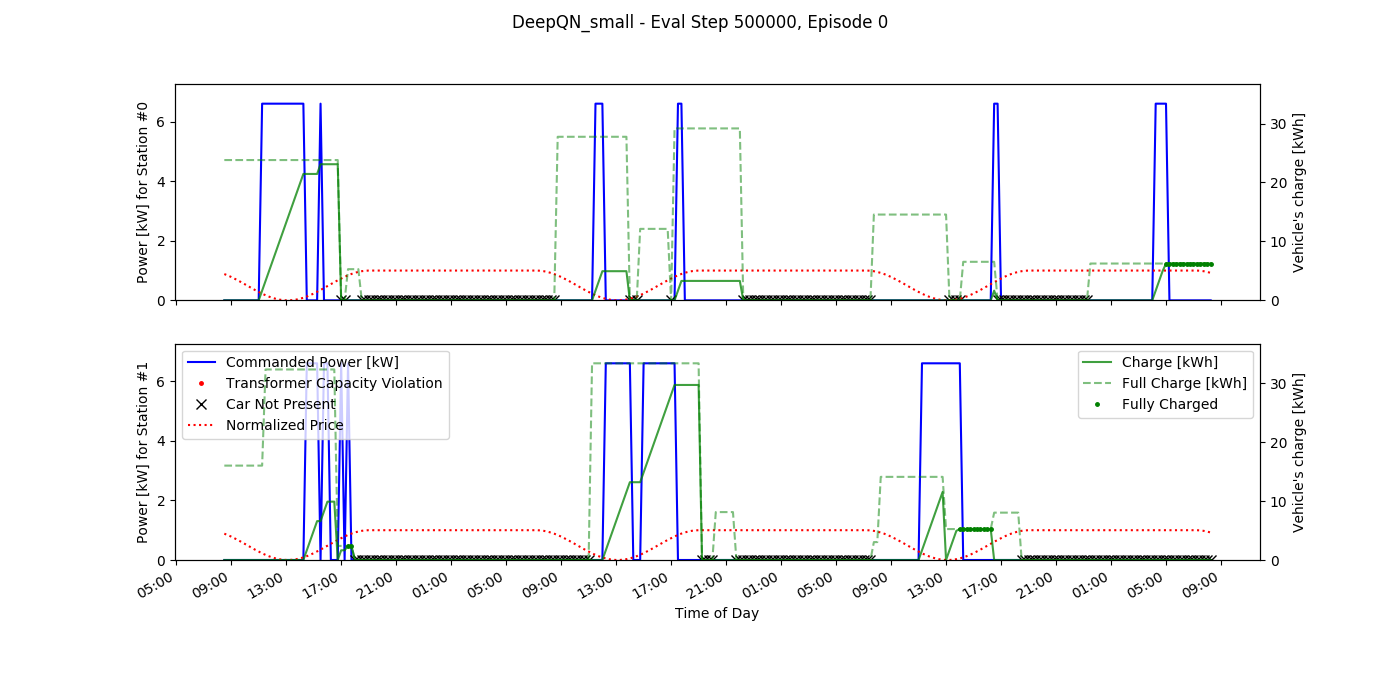 DeepQN_small - Eval Step 500000, Episode 0
Power [kW] for Station #0
6
4
2
0
30
20
10
0
Vehicle's charge [kWh]
Power [kW] for Station #1
6
4
2
0
Commanded Power [kW]
Transformer Capacity Violation
Car Not Present
Normalized Price
Charge [kWh]
Full Charge [kWh]
Fully Charged
30
20
10
0
Vehicle's charge [kWh]
05:00 09:00 13:00 17:00 21:00 01:00 05:00 09:00 13:00 17:00 21:00 01:00 05:00 09:00 13:00 17:00 21:00 01:00 05:00 09:00
Time of Day